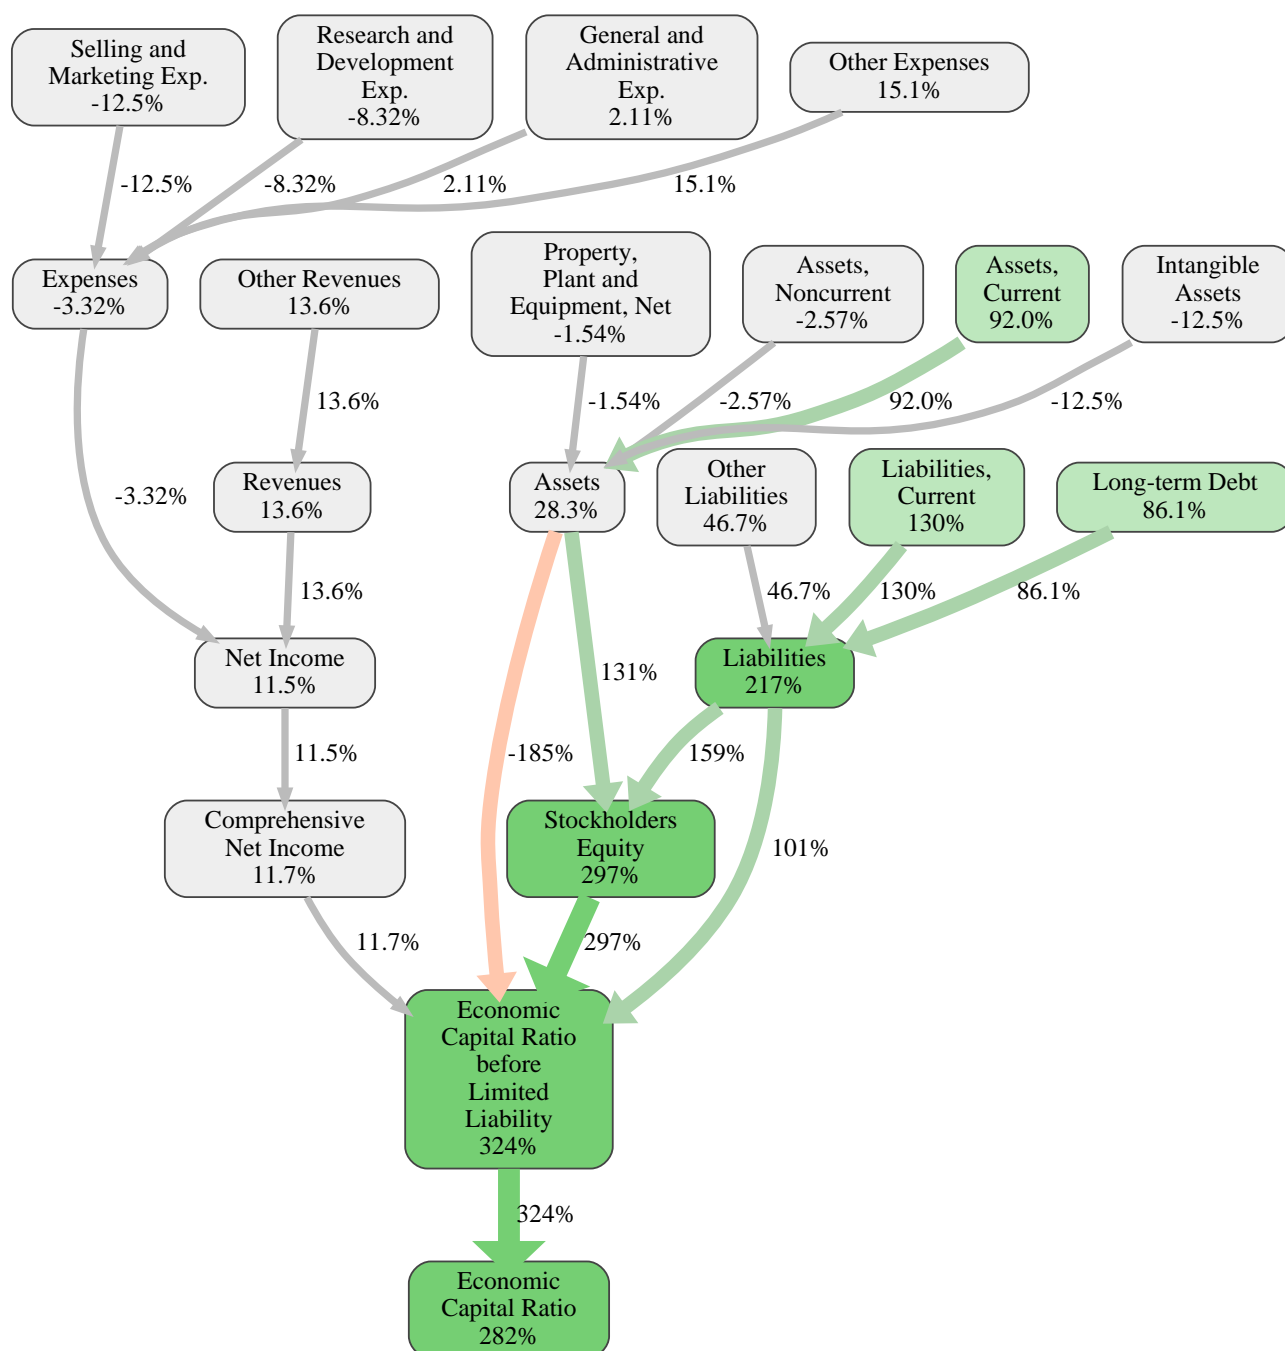 Selling and
Marketing Exp.
-12.5%
Research and
Development
Exp.
-8.32%
General and
Administrative
Exp.
2.11%
Other Expenses
15.1%
-12.5%
-8.32%
2.11%
15.1%
Expenses
-3.32%
Other Revenues
13.6%
Property,
Plant and
Equipment, Net
-1.54%
Assets,
Noncurrent
-2.57%
Assets,
Current
92.0%
Intangible
Assets
-12.5%
13.6%
-1.54%
-2.57%
92.0%
-12.5%
-3.32%
Revenues
13.6%
Assets
28.3%
Other
Liabilities
46.7%
Liabilities,
Current
130%
Long-term Debt
86.1%
13.6%
46.7%
130%
86.1%
Net Income
11.5%
131%
Liabilities
217%
11.5%
-185%
159%
Comprehensive
Net Income
11.7%
Stockholders
Equity
297%
101%
11.7%
297%
Economic
Capital Ratio
before
Limited
Liability
324%
324%
Economic
Capital Ratio
282%